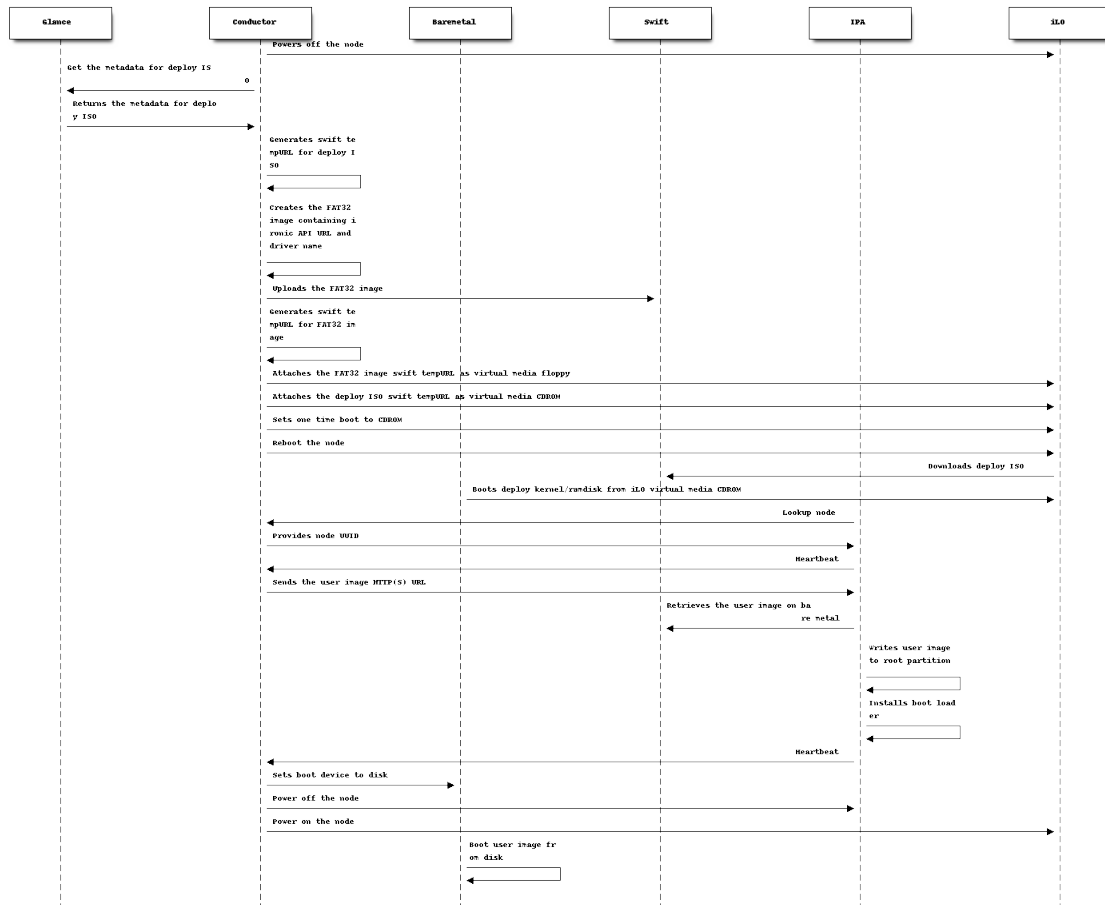 Glance
Conductor
Baremetal
Swift
IPA
iLO
Powers off the node
Get the metadata for deploy IS
O
Returns the metadata for deplo
y ISO
Generates swift te
mpURL for deploy I
SO
Creates the FAT32
image containing i
ronic API URL and
driver name
Uploads the FAT32 image
Generates swift te
mpURL for FAT32 im
age
Attaches the FAT32 image swift tempURL as virtual media floppy
Attaches the deploy ISO swift tempURL as virtual media CDROM
Sets one time boot to CDROM
Reboot the node
Downloads deploy ISO
Boots deploy kernel/ramdisk from iLO virtual media CDROM
Lookup node
Provides node UUID
Heartbeat
Sends the user image HTTP(S) URL
Retrieves the user image on ba
re metal
Writes user image
to root partition
Installs boot load
er
Heartbeat
Sets boot device to disk
Power off the node
Power on the node
Boot user image fr
om disk